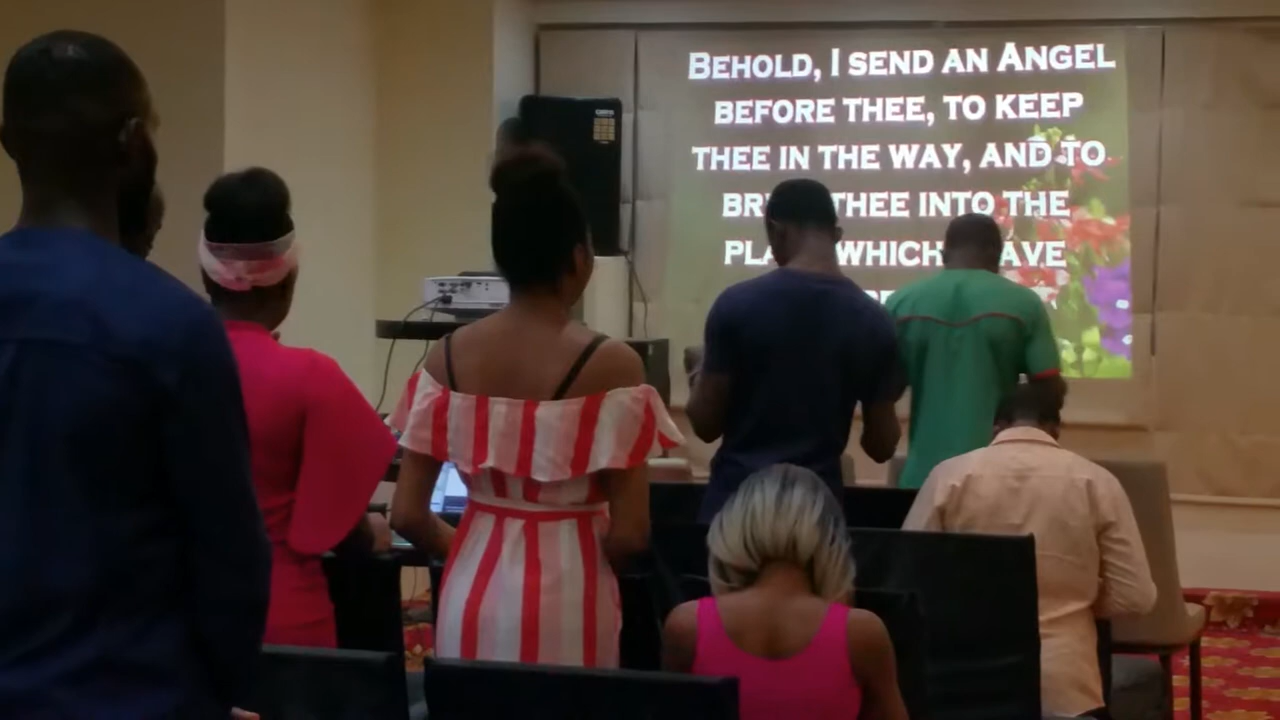 BEHOLD, I SEND AN ANGEL
BEFORE THEE, TO KEEP
THEE IN THE WAY, AND TO
THEE INTO THE
WHICH